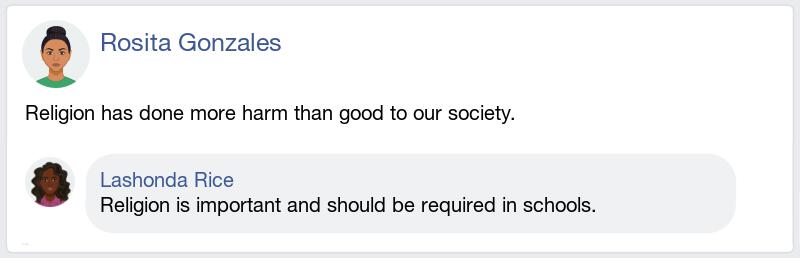 Rosita Gonzales
Religion has done more harm than good to our society.
Lashonda Rice
Religion is important and should be required in schools.